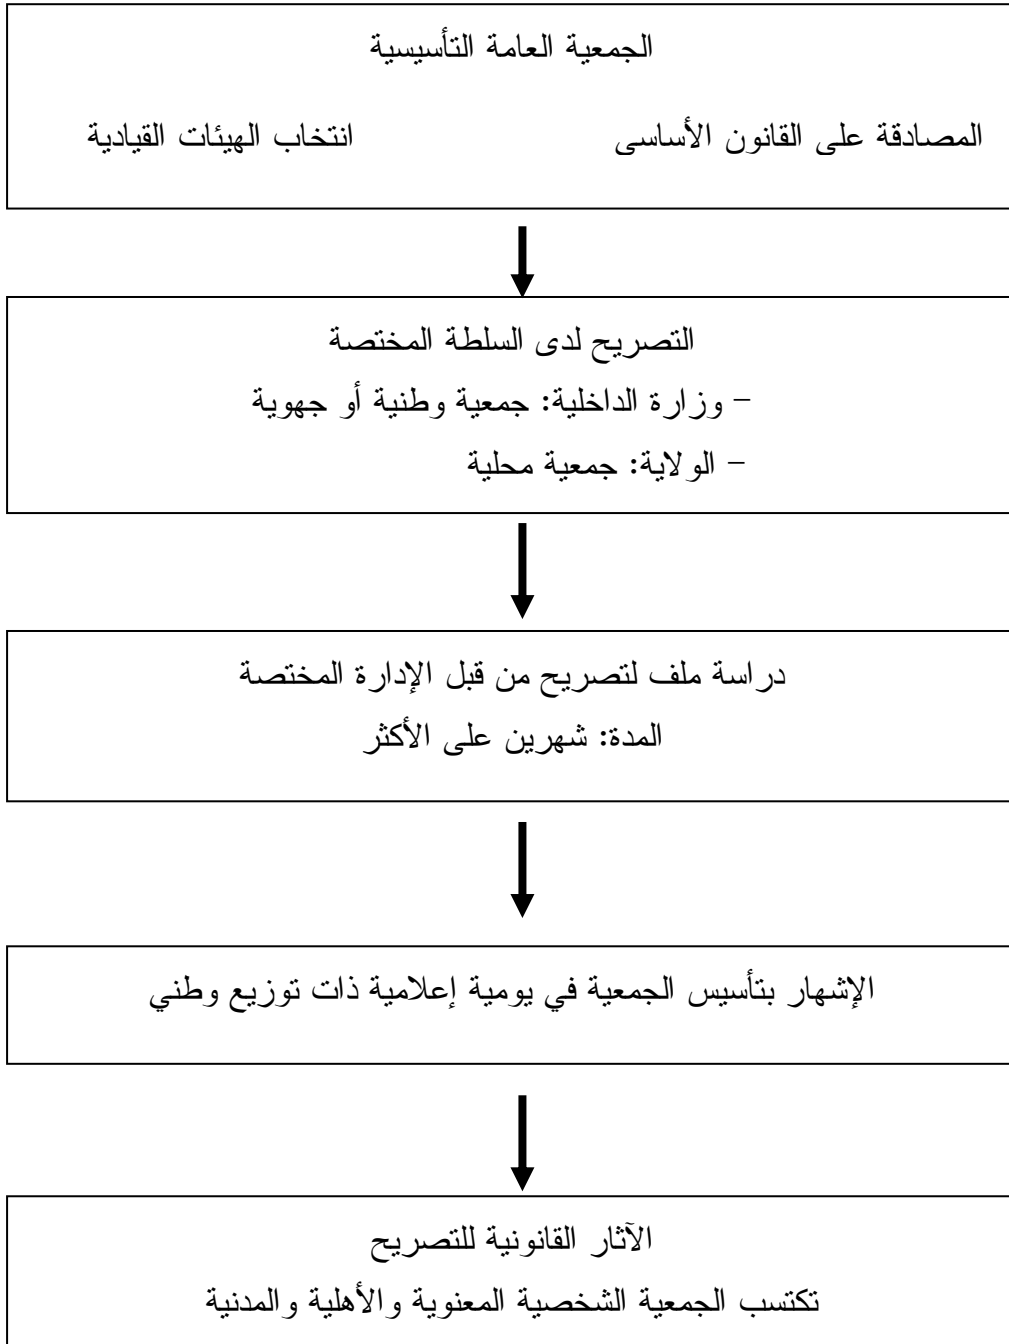 الجمعية العامة التأسيسية
المصادقة على القانون الأساسى انتخاب الهيئات القيادية
التصريح لدى السلطة المختصة
– وزارة الداخلية: جمعية وطنية أو جهوية
– الولاية: جمعية محلية
دراسة ملف لتصريح من قبل الإدارة المختصة
المدة: شهرين على الأكثر
الإشهار بتأسيس الجمعية في يومية إعلامية ذات توزيع وطني
الآثار القانونية للتصريح
تكتسب الجمعية الشخصية المعنوية والأهلية والمدنية